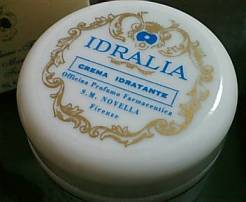 IDRALIA
CREMA IDRATANTE
Officina Profumo Farmaceutica
S. M. NOVELLA
Firenze